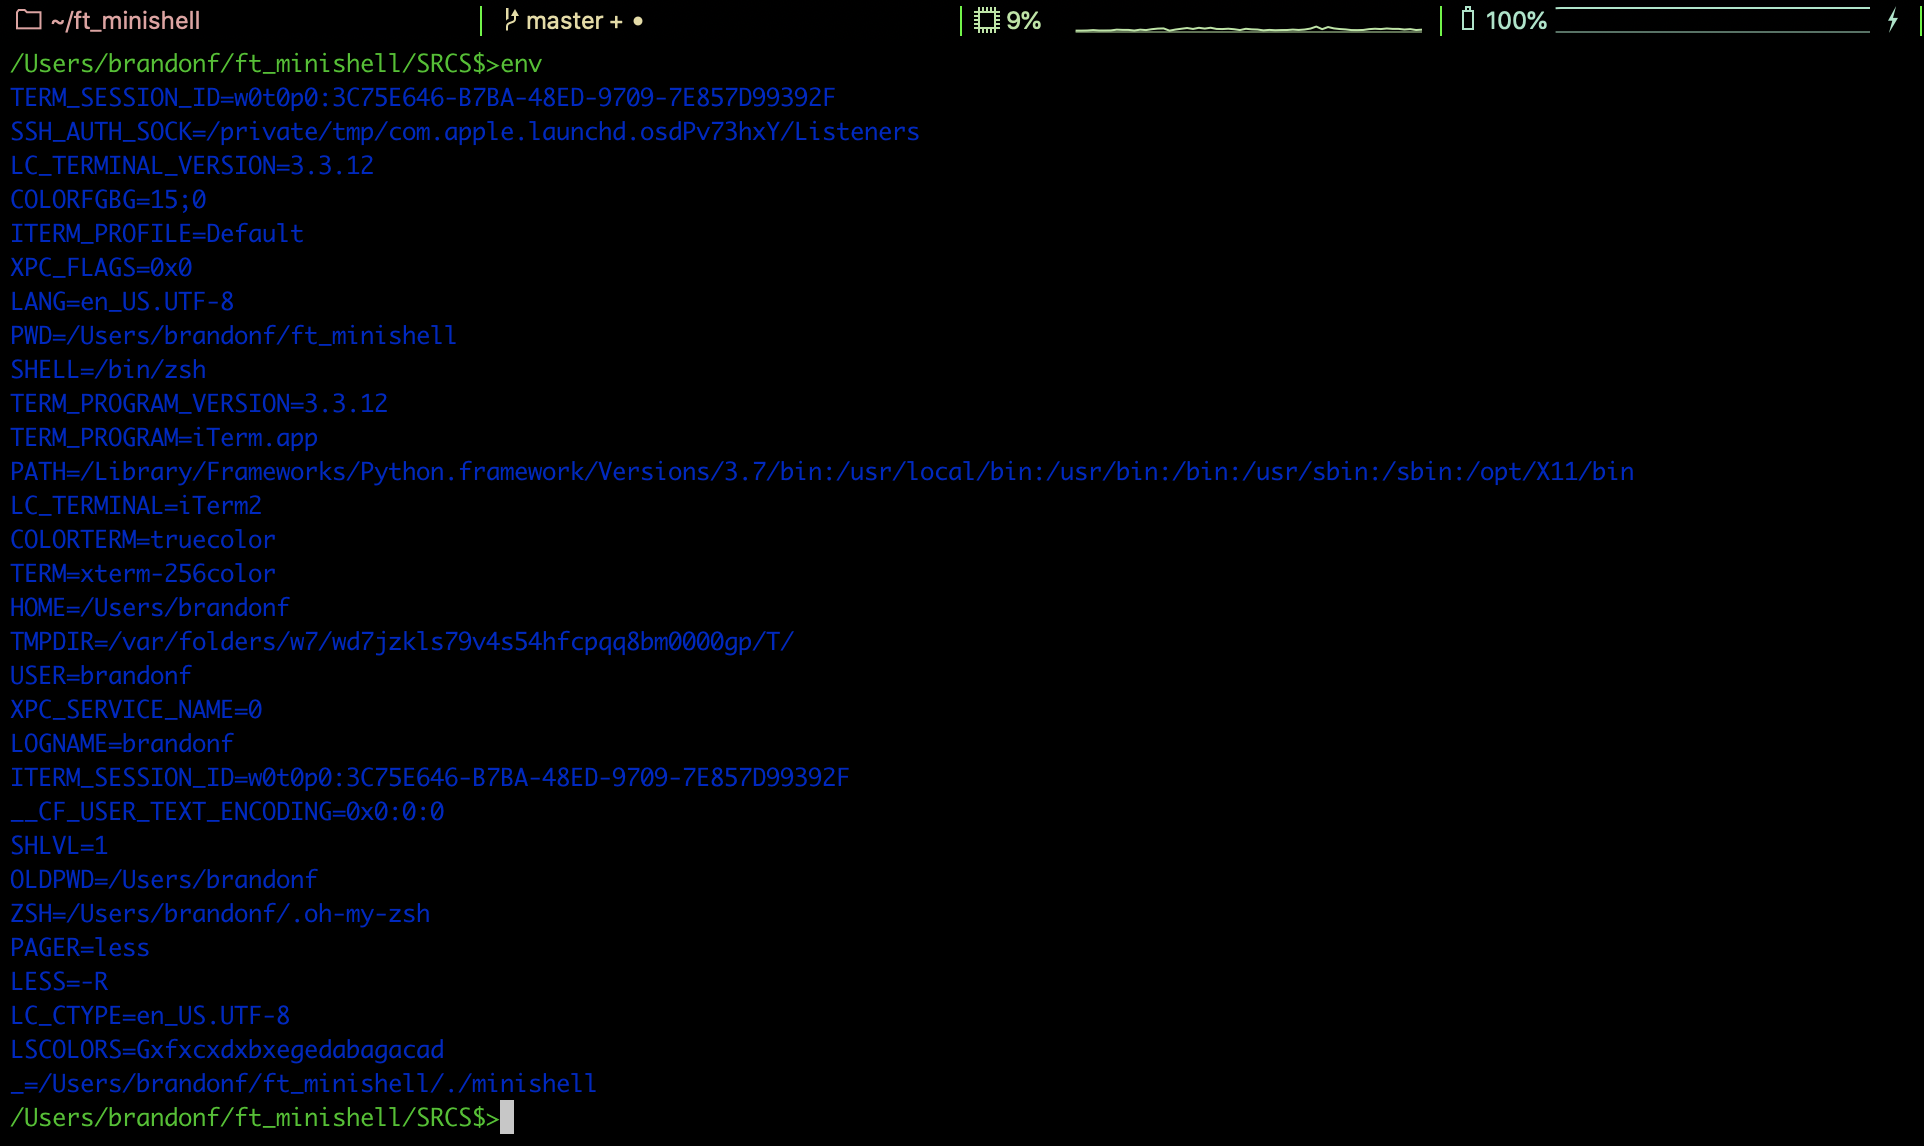 ~/ft_minishell master + • 9% 100%
/Users/brandonf/ft_minishell/SRCS$>env
TERM_SESSION_ID=w0t0p0:3C75E646-B7BA-48ED-9709-7E857D99392F
SSH_AUTH_SOCK=/private/tmp/com.apple.launchd.osdPv73hxY/Listeners
LC_TERMINAL_VERSION=3.3.12
COLORFGBG=15;0
ITERM_PROFILE=Default
XPC_FLAGS=0x0
LANG=en_US.UTF-8
PWD=/Users/brandonf/ft_minishell
SHELL=/bin/zsh
TERM_PROGRAM_VERSION=3.3.12
TERM_PROGRAM=iTerm.app
PATH=/Library/Frameworks/Python.framework/Versions/3.7/bin:/usr/local/bin:/usr/bin:/bin:/usr/sbin:/sbin:/opt/X11/bin
LC_TERMINAL=iTerm2
COLORTERM=truecolor
TERM=xterm-256color
HOME=/Users/brandonf
TMPDIR=/var/folders/w7/wd7jzkls79v4s54hfcpqq8bm0000gp/T/
USER=brandonf
XPC_SERVICE_NAME=0
LOGNAME=brandonf
ITERM_SESSION_ID=w0t0p0:3C75E646-B7BA-48ED-9709-7E857D99392F
__CF_USER_TEXT_ENCODING=0x0:0:0
SHLVL=1
OLDPWD=/Users/brandonf
ZSH=/Users/brandonf/.oh-my-zsh
PAGER=less
LESS=-R
LC_CTYPE=en_US.UTF-8
LSCOLORS=Gxfxcxdxbxegedabagacad
_=/Users/brandonf/ft_minishell/./minishell
/Users/brandonf/ft_minishell/SRCS$>